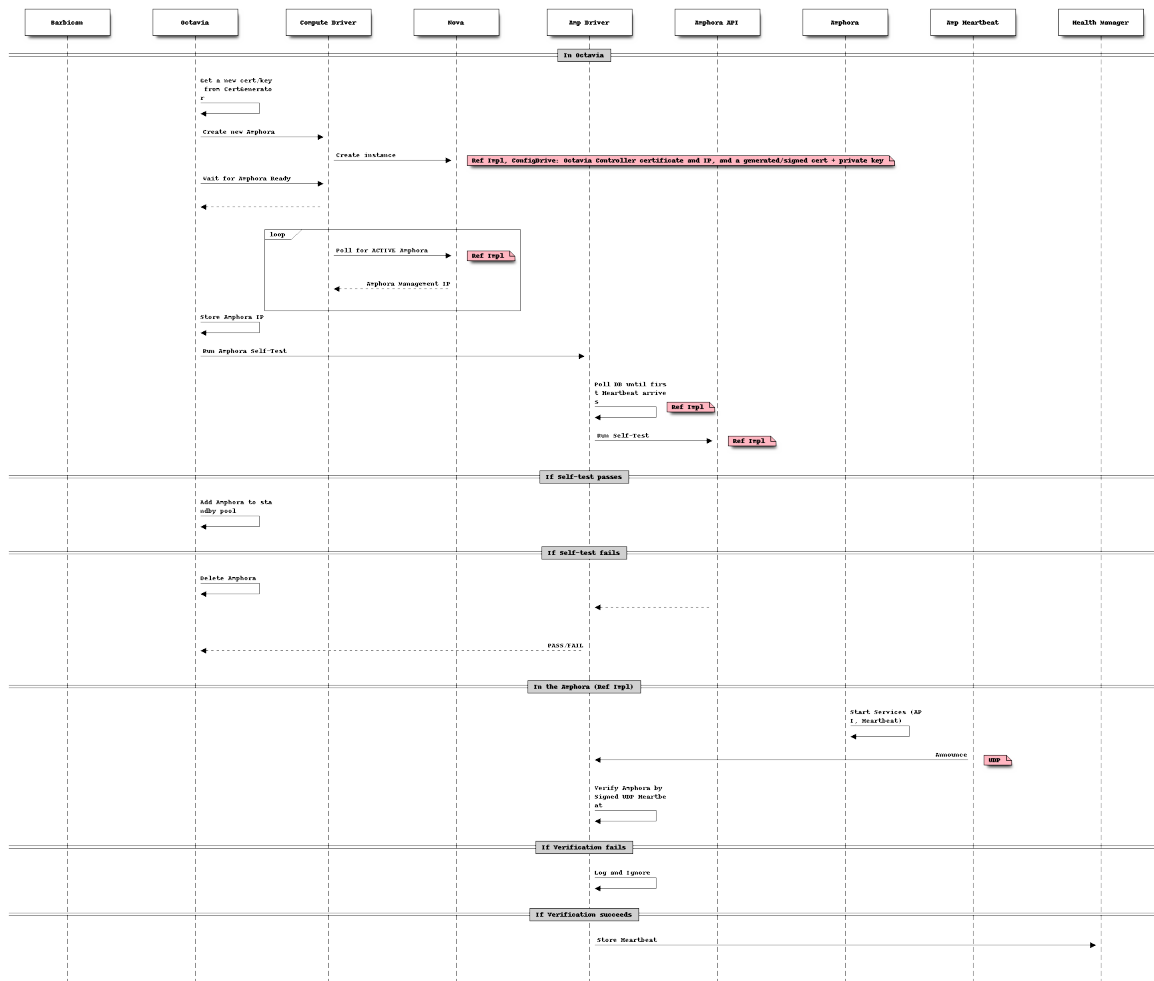 Barbican Octavia Compute Driver Nova Amp Driver Amphora API Amphora Amp Heartbeat Health Manager
In Octavia
Get a new cert/key
from CertGenerato
r
Create new Amphora
Create instance
Ref Impl, ConfigDrive: Octavia Controller certificate and IP, and a generated/signed cert + private key
Wait for Amphora Ready
loop
Poll for ACTIVE Amphora
Ref Impl
Amphora Management IP
Store Amphora IP
Run Amphora Self-Test
Poll DB until firs
t Heartbeat arrive
s
Ref Impl
Run Self-Test
Ref Impl
If Self-test passes
Add Amphora to sta
ndby pool
If Self-test fails
Delete Amphora
PASS/FAIL
In the Amphora (Ref Impl)
Start Services (AP
I, Heartbeat)
Announce
UDP
Verify Amphora by
Signed UDP Heartbe
at
If Verification fails
Log and Ignore
If Verification succeeds
Store Heartbeat